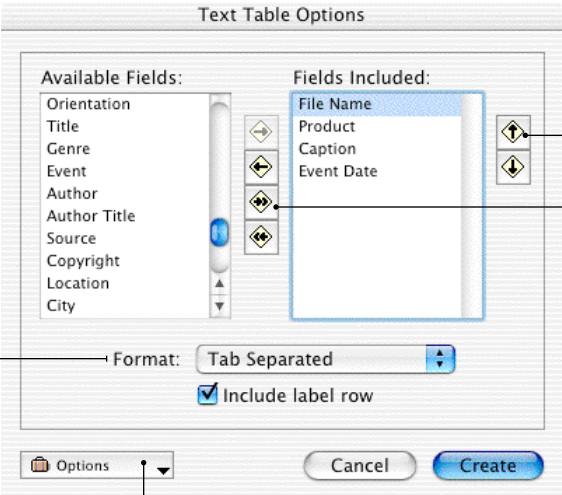 Text Table Options
Available Fields:
Orientation
Title
Genre
Event
Author
Author Title
Source
Copyright
Location
City
Fields Included:
File Name
Product
Caption
Event Date
Format: Tab Separated
Include label row
Options
Cancel
Create